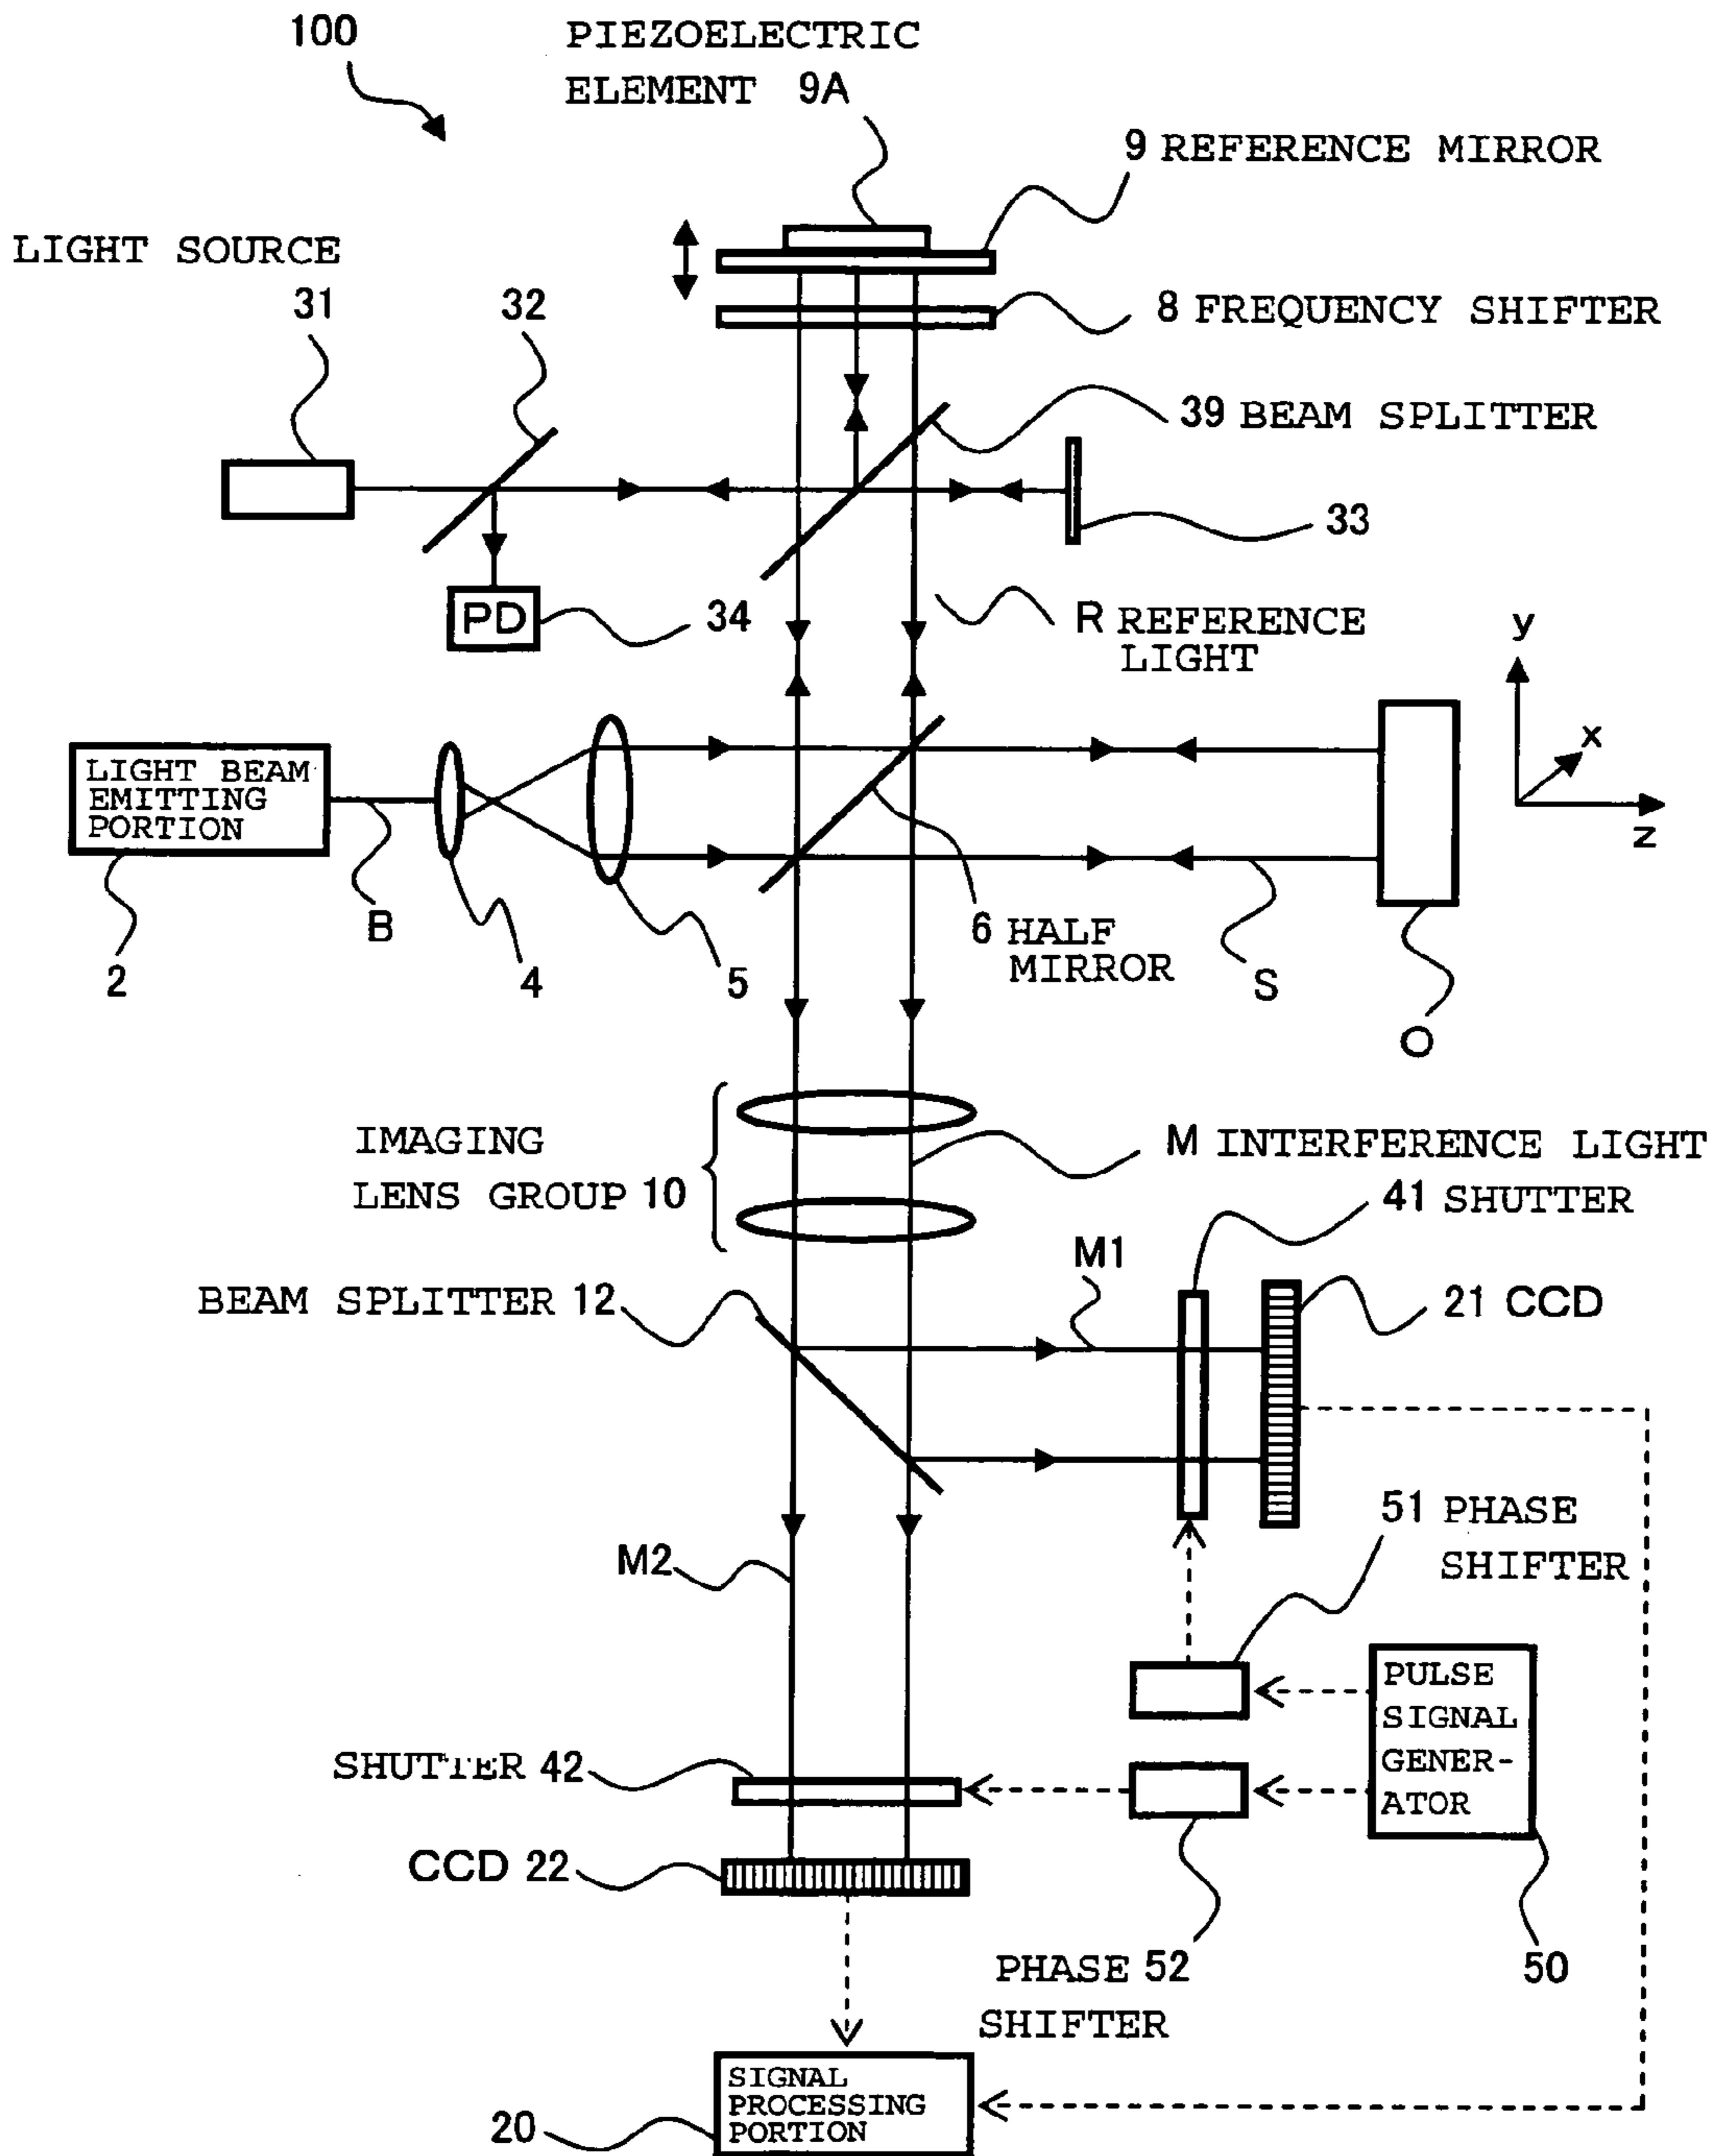 100
PIEZOELECTRIC
ELEMENT 9A
9 REFERENCE MIRROR
LIGHT SOURCE
31
32
8 FREQUENCY SHIFTER
39 BEAM SPLITTER
33
PD
34
R REFERENCE
LIGHT
y
x
z
LIGHT BEAM
EMITTING
PORTION
2
B
4
5
6 HALF
MIRROR
S
O
IMAGING
LENS GROUP 10
M INTERFERENCE LIGHT
41 SHUTTER
M1
BEAM SPLITTER 12
21 CCD
51 PHASE
SHIFTER
M2
PULSE
SIGNAL
GENER-
ATOR
SHUTTER 42
CCD 22
PHASE 52
SHIFTER
50
SIGNAL
PROCESSING
PORTION
20